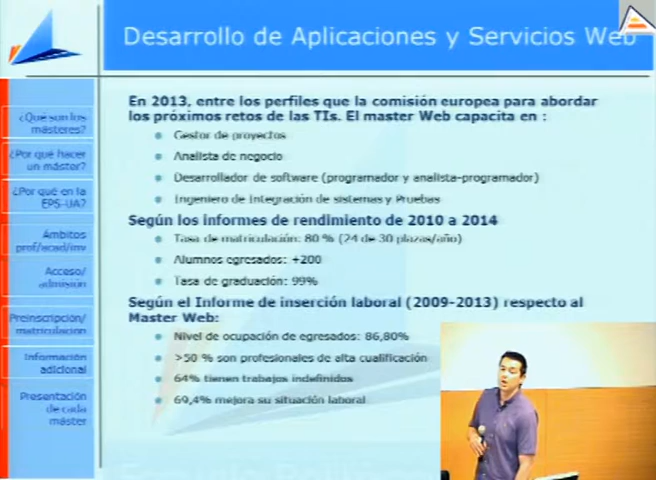 Desarrollo de Aplicaciones y Servicios Web
¿Qué son los
másteres?
¿Por qué hacer
un máster?
¿Por qué en la
EPS-UA?
Ámbitos
prof/acad/inv
Acceso/
admisión
Preinscripción/
matriculación
Información
adicional
Presentación
de cada
máster
En 2013, entre los perfiles que la comisión europea para abordar
los próximos retos de las TIs. El master Web capacita en :
Gestor de proyectos
Analista de negocio
Desarrollador de software (programador y analista-programador)
Ingeniero de Integración de sistemas y Pruebas
Según los informes de rendimiento de 2010 a 2014
Tasa de matriculación: 80 % (24 de 30 plazas/año)
Alumnos egresados: +200
Tasa de graduación: 99%
Según el Informe de inserción laboral (2009-2013) respecto al
Master Web:
Nivel de ocupación de egresados: 86,80%
>50 % son profesionales de alta cualificación
64% tienen trabajos indefinidos
69,4% mejora su situación laboral